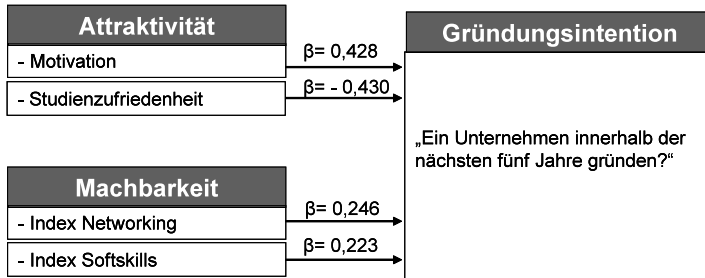 Attraktivität
- Motivation
β= 0,428
- Studienzufriedenheit
β= - 0,430
Machbarkeit
- Index Networking
β= 0,246
- Index Softskills
β= 0,223
Gründungsintention
„Ein Unternehmen innerhalb der
nächsten fünf Jahre gründen?“